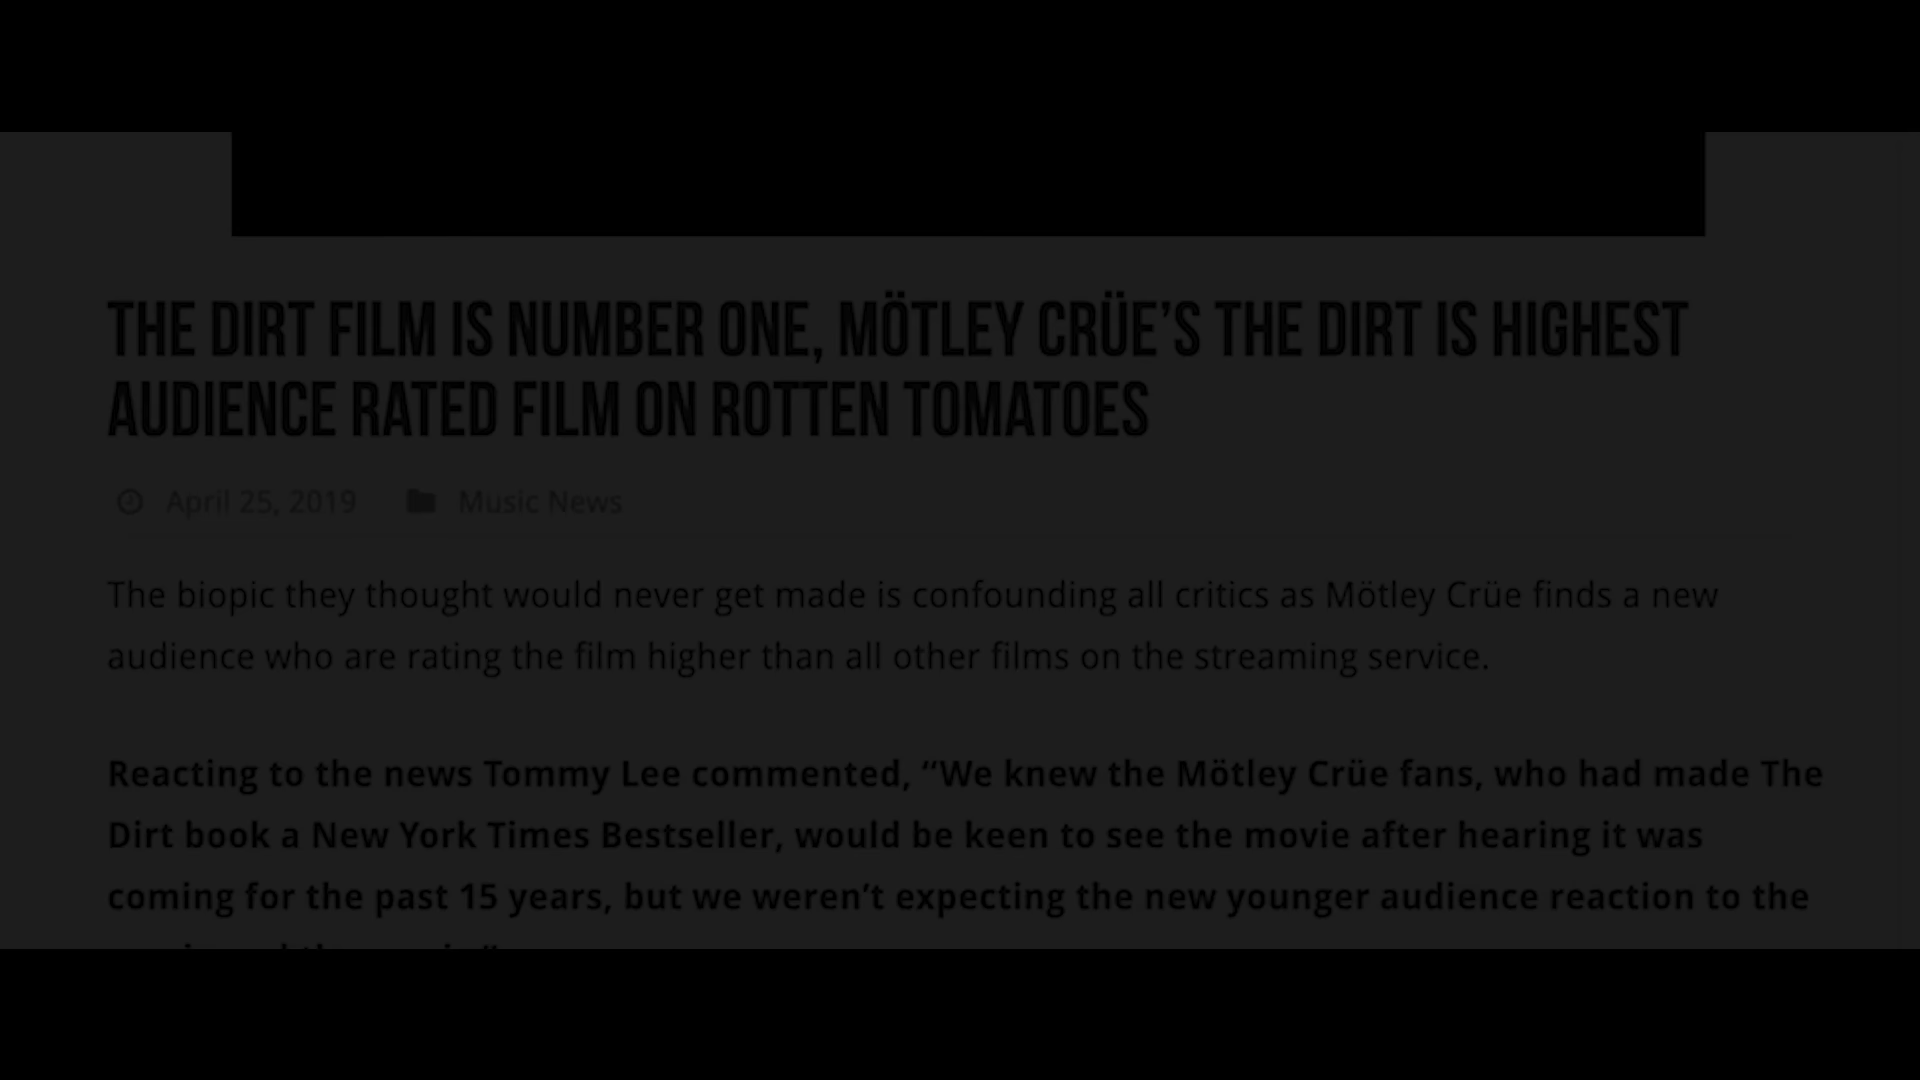 THE DIRT FILM IS NUMBER ONE, MÖTLEY CRÜE’S THE DIRT IS HIGHEST
AUDIENCE RATED FILM ON ROTTEN TOMATOES
April 25, 2019 Music News
The biopic they thought would never get made is confounding all critics as Mötley Crüe finds a new
audience who are rating the film higher than all other films on the streaming service.
Reacting to the news Tommy Lee commented, “We knew the Mötley Crüe fans, who had made The
Dirt book a New York Times Bestseller, would be keen to see the movie after hearing it was
coming for the past 15 years, but we weren’t expecting the new younger audience reaction to the